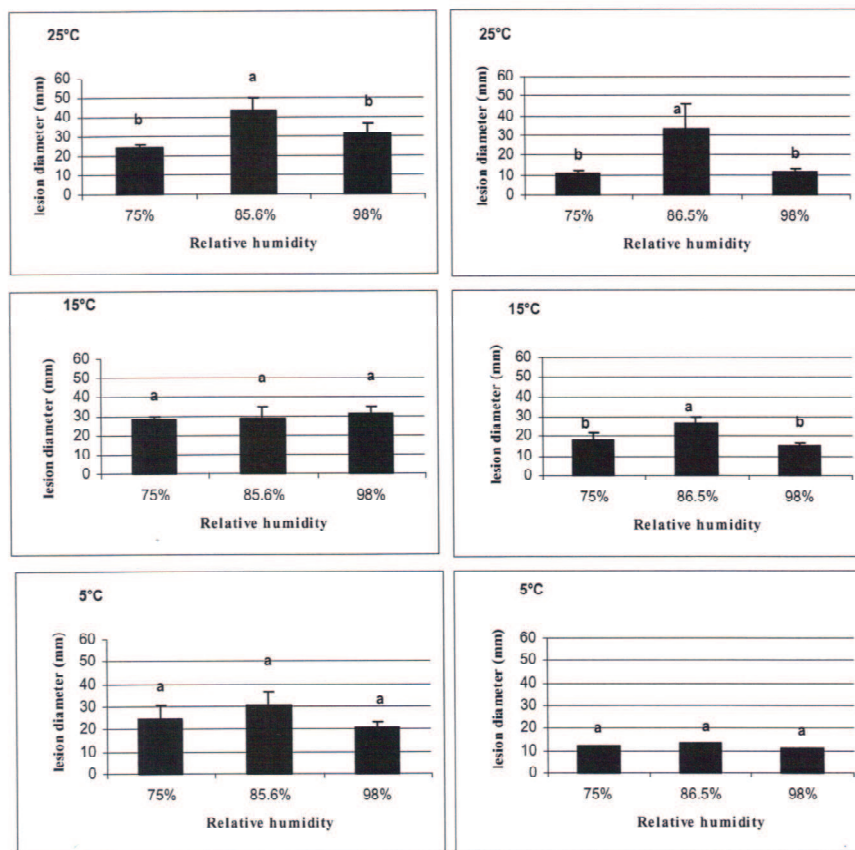 25°C
lesion diameter (mm)
60
50
40
30
20
10
0
b
a
b
75%
85.6%
98%
Relative humidity
25°C
lesion diameter (mm)
60
50
40
30
20
10
0
b
a
b
75%
86.5%
98%
Relative humidity
15°C
lesion diameter (mm)
60
50
40
30
20
10
0
a
a
a
75%
85.6%
98%
Relative humidity
15°C
lesion diameter (mm)
60
50
40
30
20
10
0
b
a
b
75%
86.5%
98%
Relative humidity
5°C
lesion diameter (mm)
60
50
40
30
20
10
0
a
a
a
75%
85.6%
98%
Relative humidity
5°C
lesion diameter (mm)
60
50
40
30
20
10
0
a
a
a
75%
86.5%
98%
Relative humidity